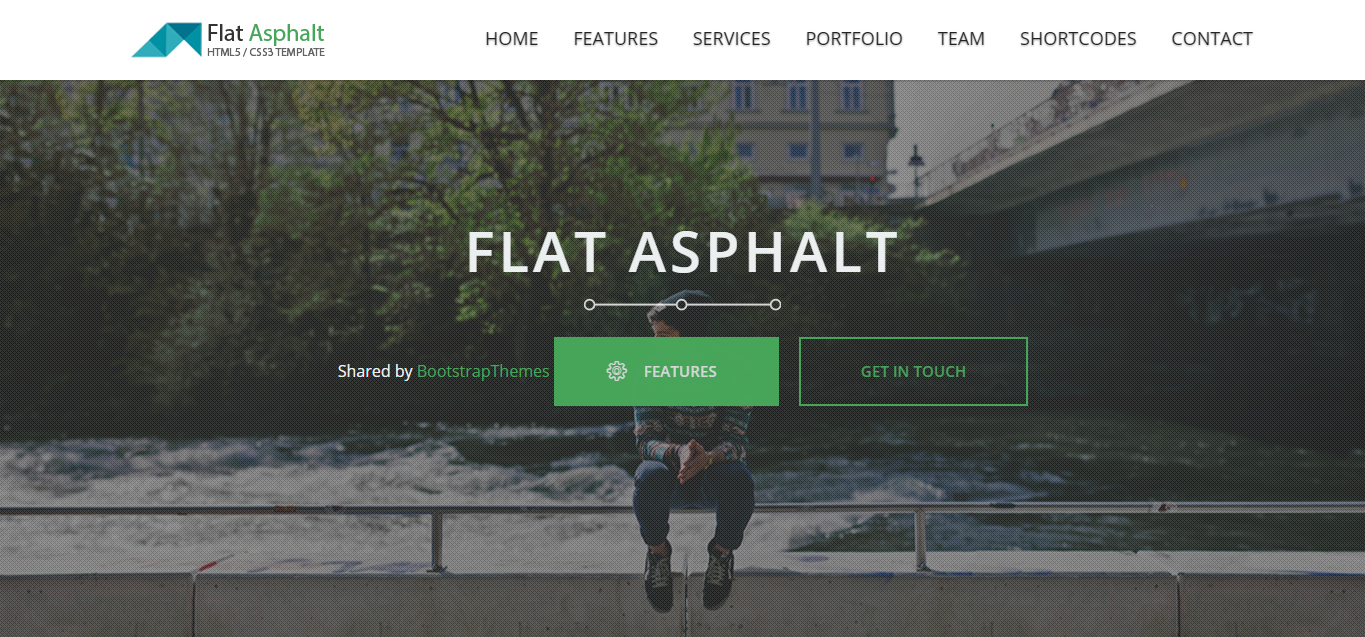 Flat Asphalt
HTML5 / CSS3 TEMPLATE
HOME FEATURES SERVICES PORTFOLIO TEAM SHORTCODES CONTACT
FLAT ASPHALT
Shared by BootstrapThemes FEATURES GET IN TOUCH